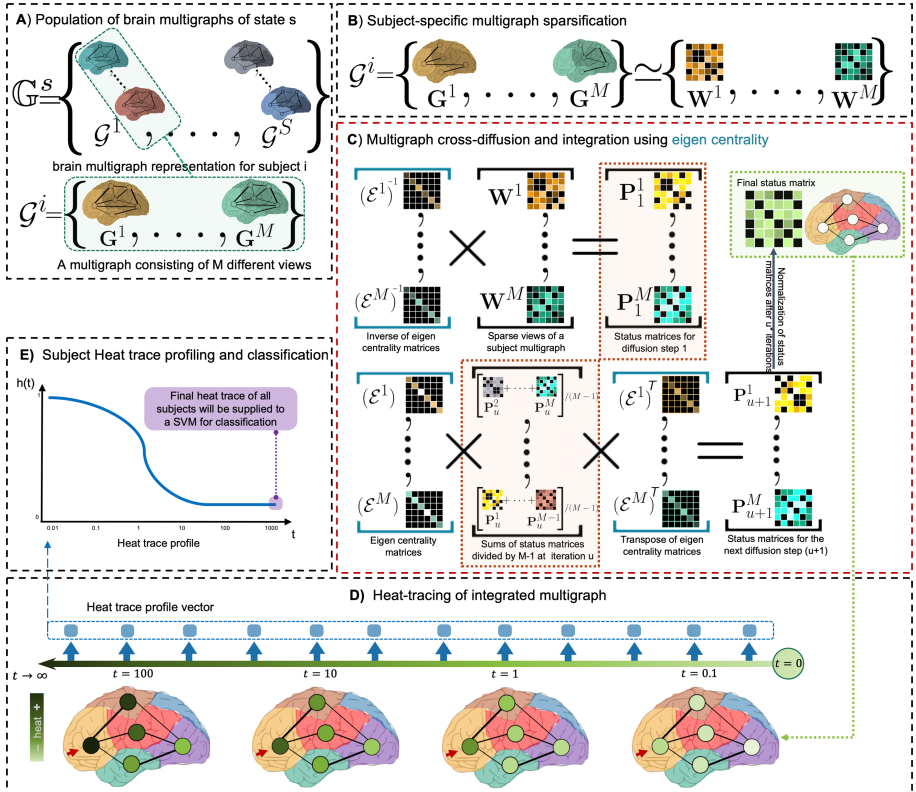 A) Population of brain multigraphs of state s
𝔾^s = { 𝒢^1 , . . . . , 𝒢^S }
brain multigraph representation for subject i
𝒢^i = { G^1 , . . . . , G^M }
A multigraph consisting of M different views
B) Subject-specific multigraph sparsification
𝒢^i = { G^1 , . . . . , G^M } ≃ { W^1 , . . . . , W^M }
C) Multigraph cross-diffusion and integration using eigen centrality
(ℰ^1)^-1 × W^1 = P_1^1
(ℰ^M)^-1 W^M P_1^M
Inverse of eigen
centrality matrices
Sparse views of a
subject multigraph
Status matrices for
diffusion step 1
Final status matrix
Normalization of status
matrices after u* iterations
(ℰ^1) × [ P_u^2 + ····· + P_u^M ] /(M−1) × (ℰ^1)^T = P_{u+1}^1
(ℰ^M) [ P_u^1 + ····· + P_u^{M−1} ] /(M−1) (ℰ^M)^T P_{u+1}^M
Eigen centrality
matrices
Sums of status matrices
divided by M-1 at iteration u
Transpose of eigen
centrality matrices
Status matrices for the
next diffusion step (u+1)
E) Subject Heat trace profiling and classification
h(t)
1
Final heat trace of all
subjects will be supplied to
a SVM for classification
0
0.01 0.1 1 10 100 1000 t
Heat trace profile
D) Heat-tracing of integrated multigraph
Heat trace profile vector
t → ∞ t = 100 t = 10 t = 1 t = 0.1 t = 0
− heat +